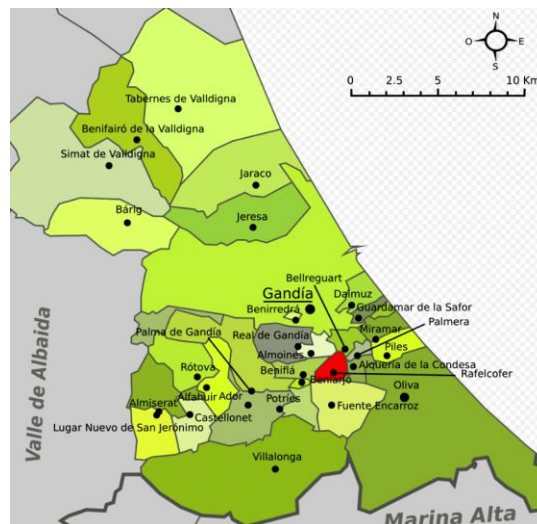 N
O
E
S
0
2.5
5
10 Km
Tabernes de Valldigna
Benifairó de la Valldigna
Simat de Valldigna
Jaraco
Bárig
Jeresa
Bellreguart
Gandía
Daimuz
Benirredrá
Guardamar de la Safor
Miramar
Palmera
Palma de Gandía
Real de Gandía
Almoines
Piles
Alquería de la Condesa
Rafelcofer
Rótova
Beniflá
Beniarjó
Oliva
Alfahuir
Ador
Almiserat
Potríes
Fuente Encarroz
Castellonet
Lugar Nuevo de San Jerónimo
Villalonga
Valle de Albaida
Marina Alta